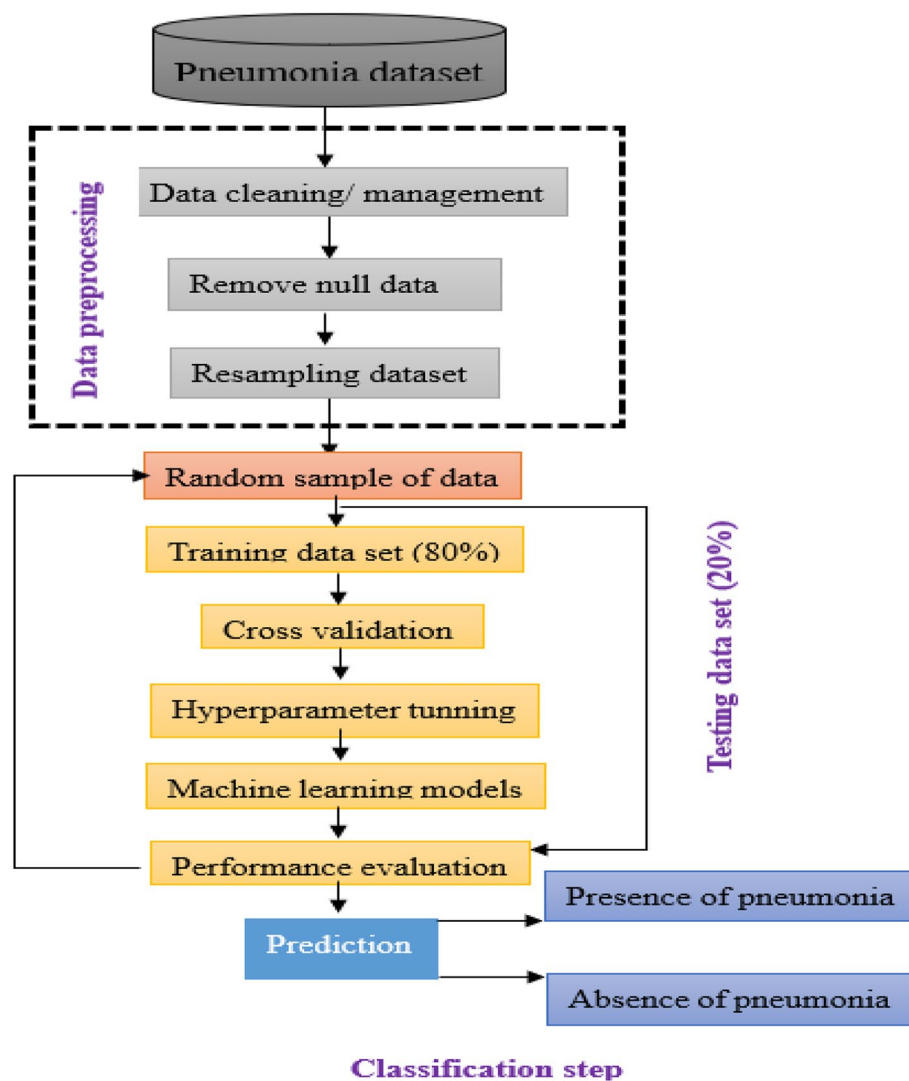 Pneumonia dataset
Data preprocessing
Data cleaning/ management
Remove null data
Resampling dataset
Random sample of data
Training data set (80%)
Testing data set (20%)
Cross validation
Hyperparameter tunning
Machine learning models
Performance evaluation
Presence of pneumonia
Prediction
Absence of pneumonia
Classification step